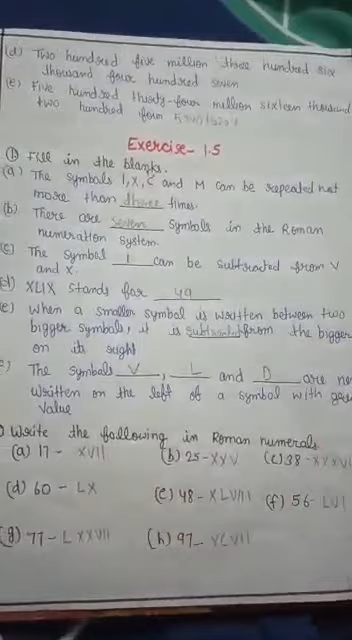 (d) Two hundred five million three hundred six
thousand four hundred seven
(e) Five hundred thirty-four million sixteen thousand
two hundred four
Exercise- 1.5
① Fill in the blanks.
(a) The symbols I, X, C and M can be repeated not
more than three times.
(b) There are seven symbols in the Roman
numeration system.
(c) The symbol I can be subtracted from V
and X.
(d) XLIX stands for 49
(e) When a smaller symbol is written between two
bigger symbols, it is subtracted from the bigger
on its right
The symbols V, L and D are
written on the left of a symbol with
value
Write the following in Roman numerals.
(a) 17 - XVII (b) 25-XXV (c) 38-XXXVI
(d) 60 - LX (e) 48- XLVIII (f) 56- LVI
(g) 77- LXXVII (h) 97- XCVII